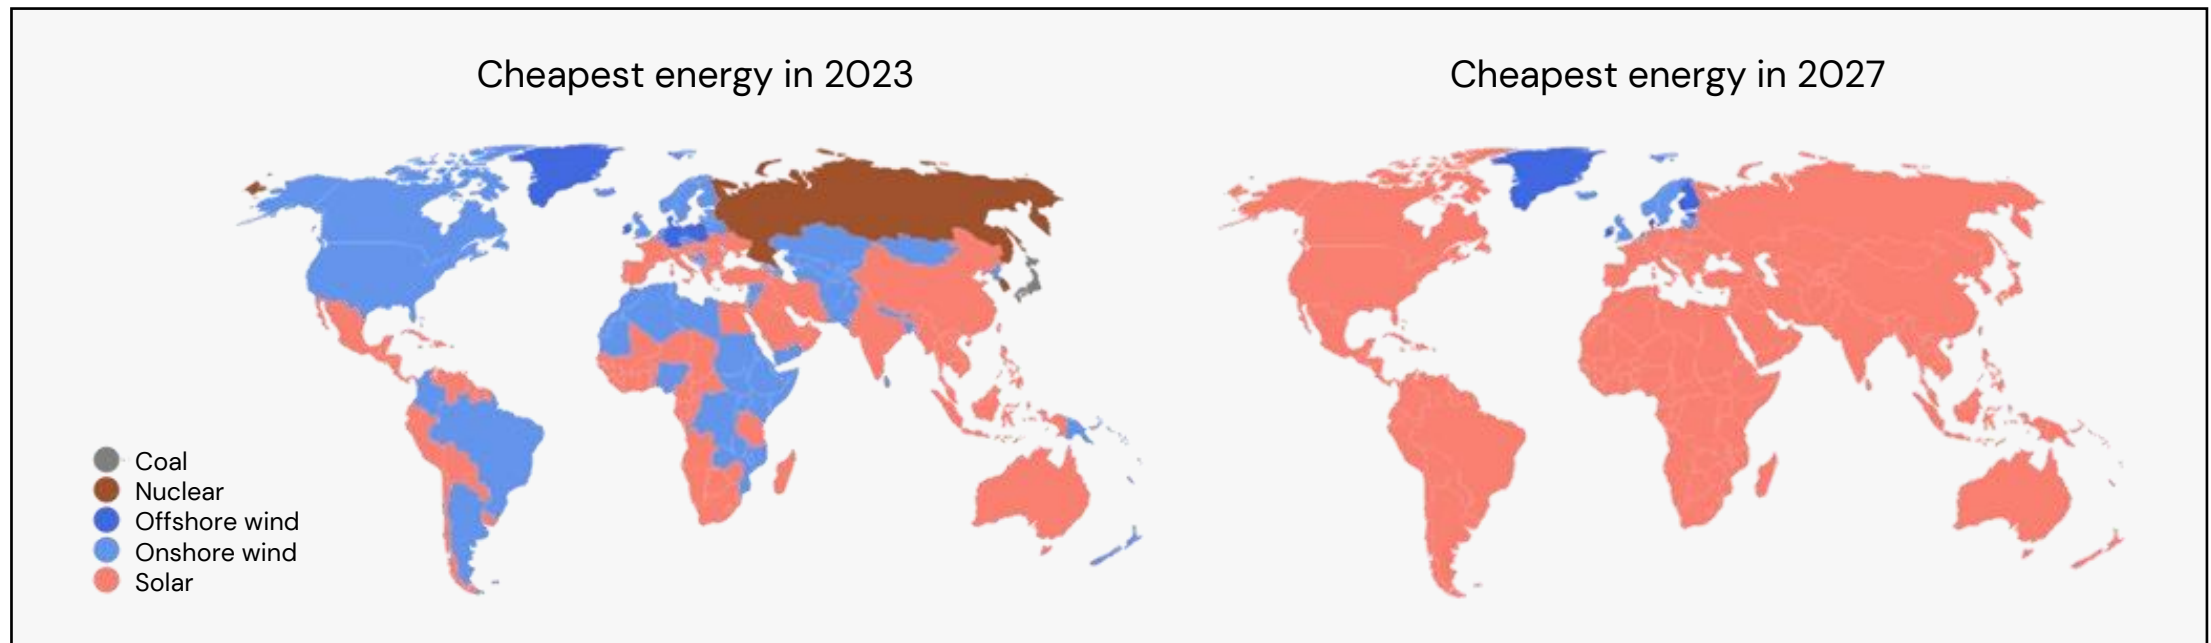 Cheapest energy in 2023
Cheapest energy in 2027
Coal
Nuclear
Offshore wind
Onshore wind
Solar